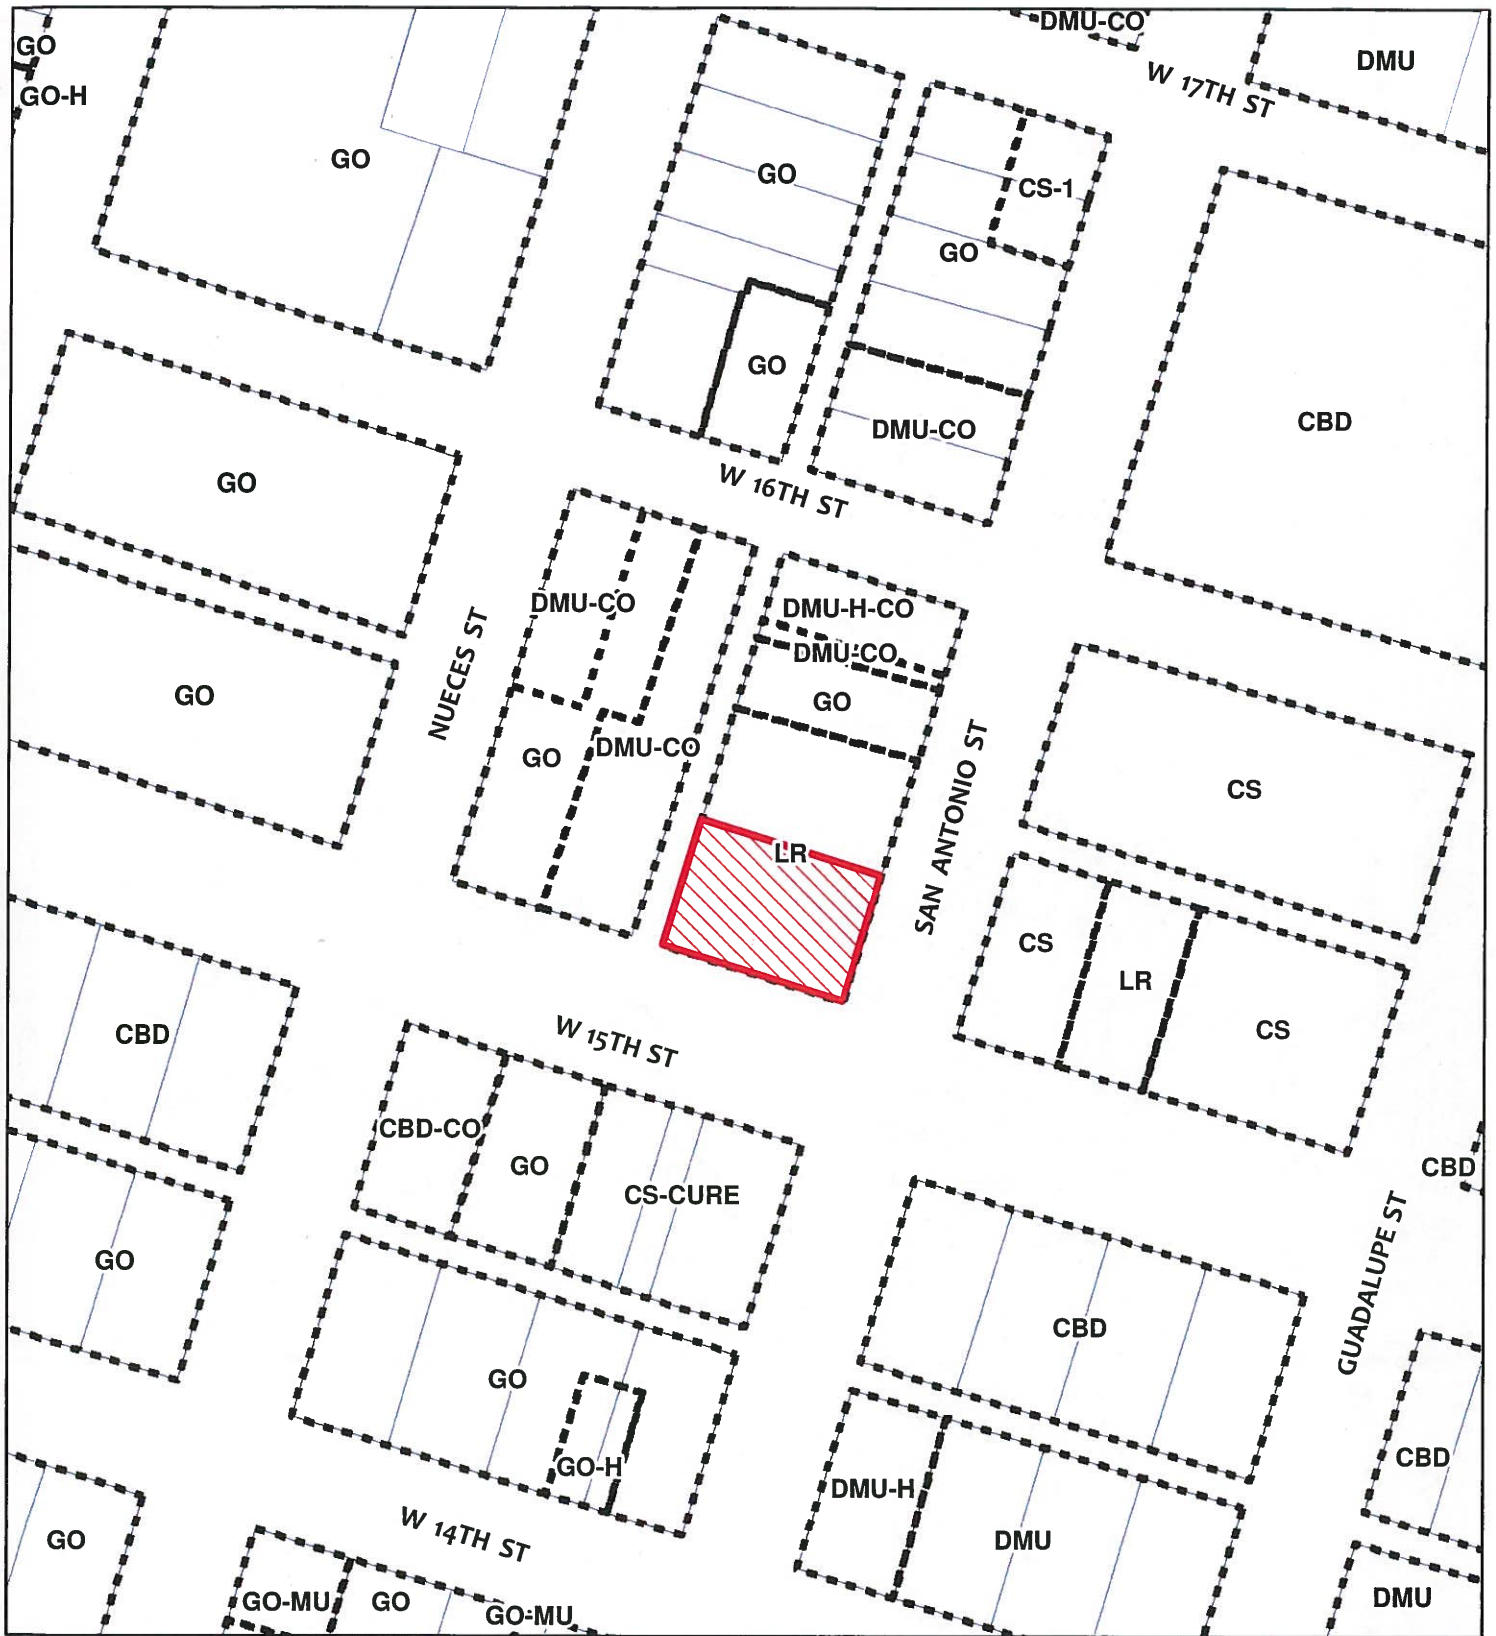 DMU-CO
GO
DMU
W 17TH ST
GO-H
GO
GO
CS-1
GO
GO
CBD
DMU-CO
GO
W 16TH ST
DMU-CO
DMU-H-CO
DMU-CO
NUECES ST
GO
GO
DMU-CO
GO
SAN ANTONIO ST
CS
LR
CS
LR
CS
CBD
W 15TH ST
CBD-CO
GO
CS-CURE
CBD
GO
GUADALUPE ST
CBD
GO
GO-H
CBD
DMU-H
W 14TH ST
GO
DMU
GO-MU
GO
GO-MU
DMU